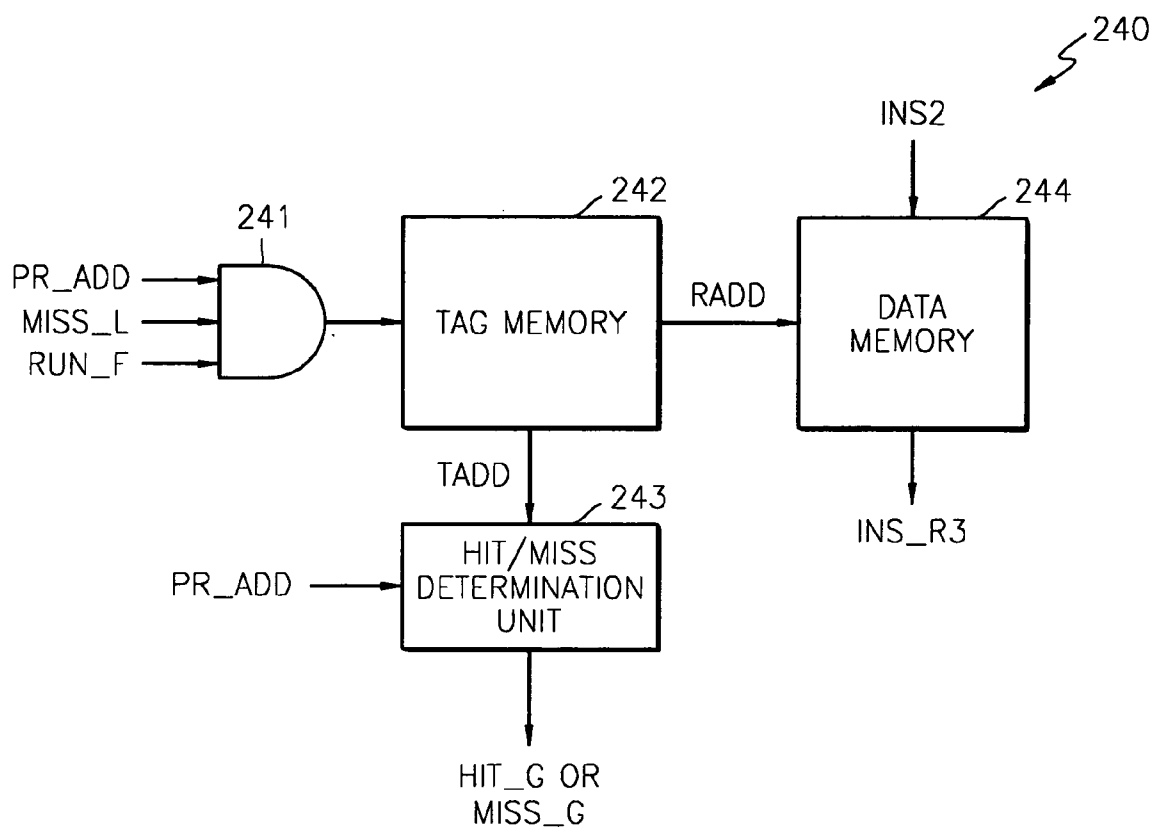 240
INS2
241
242
244
PR_ADD
MISS_L
RUN_F
TAG MEMORY
RADD
DATA
MEMORY
TADD
243
INS_R3
PR_ADD
HIT/MISS
DETERMINATION
UNIT
HIT_G OR
MISS_G